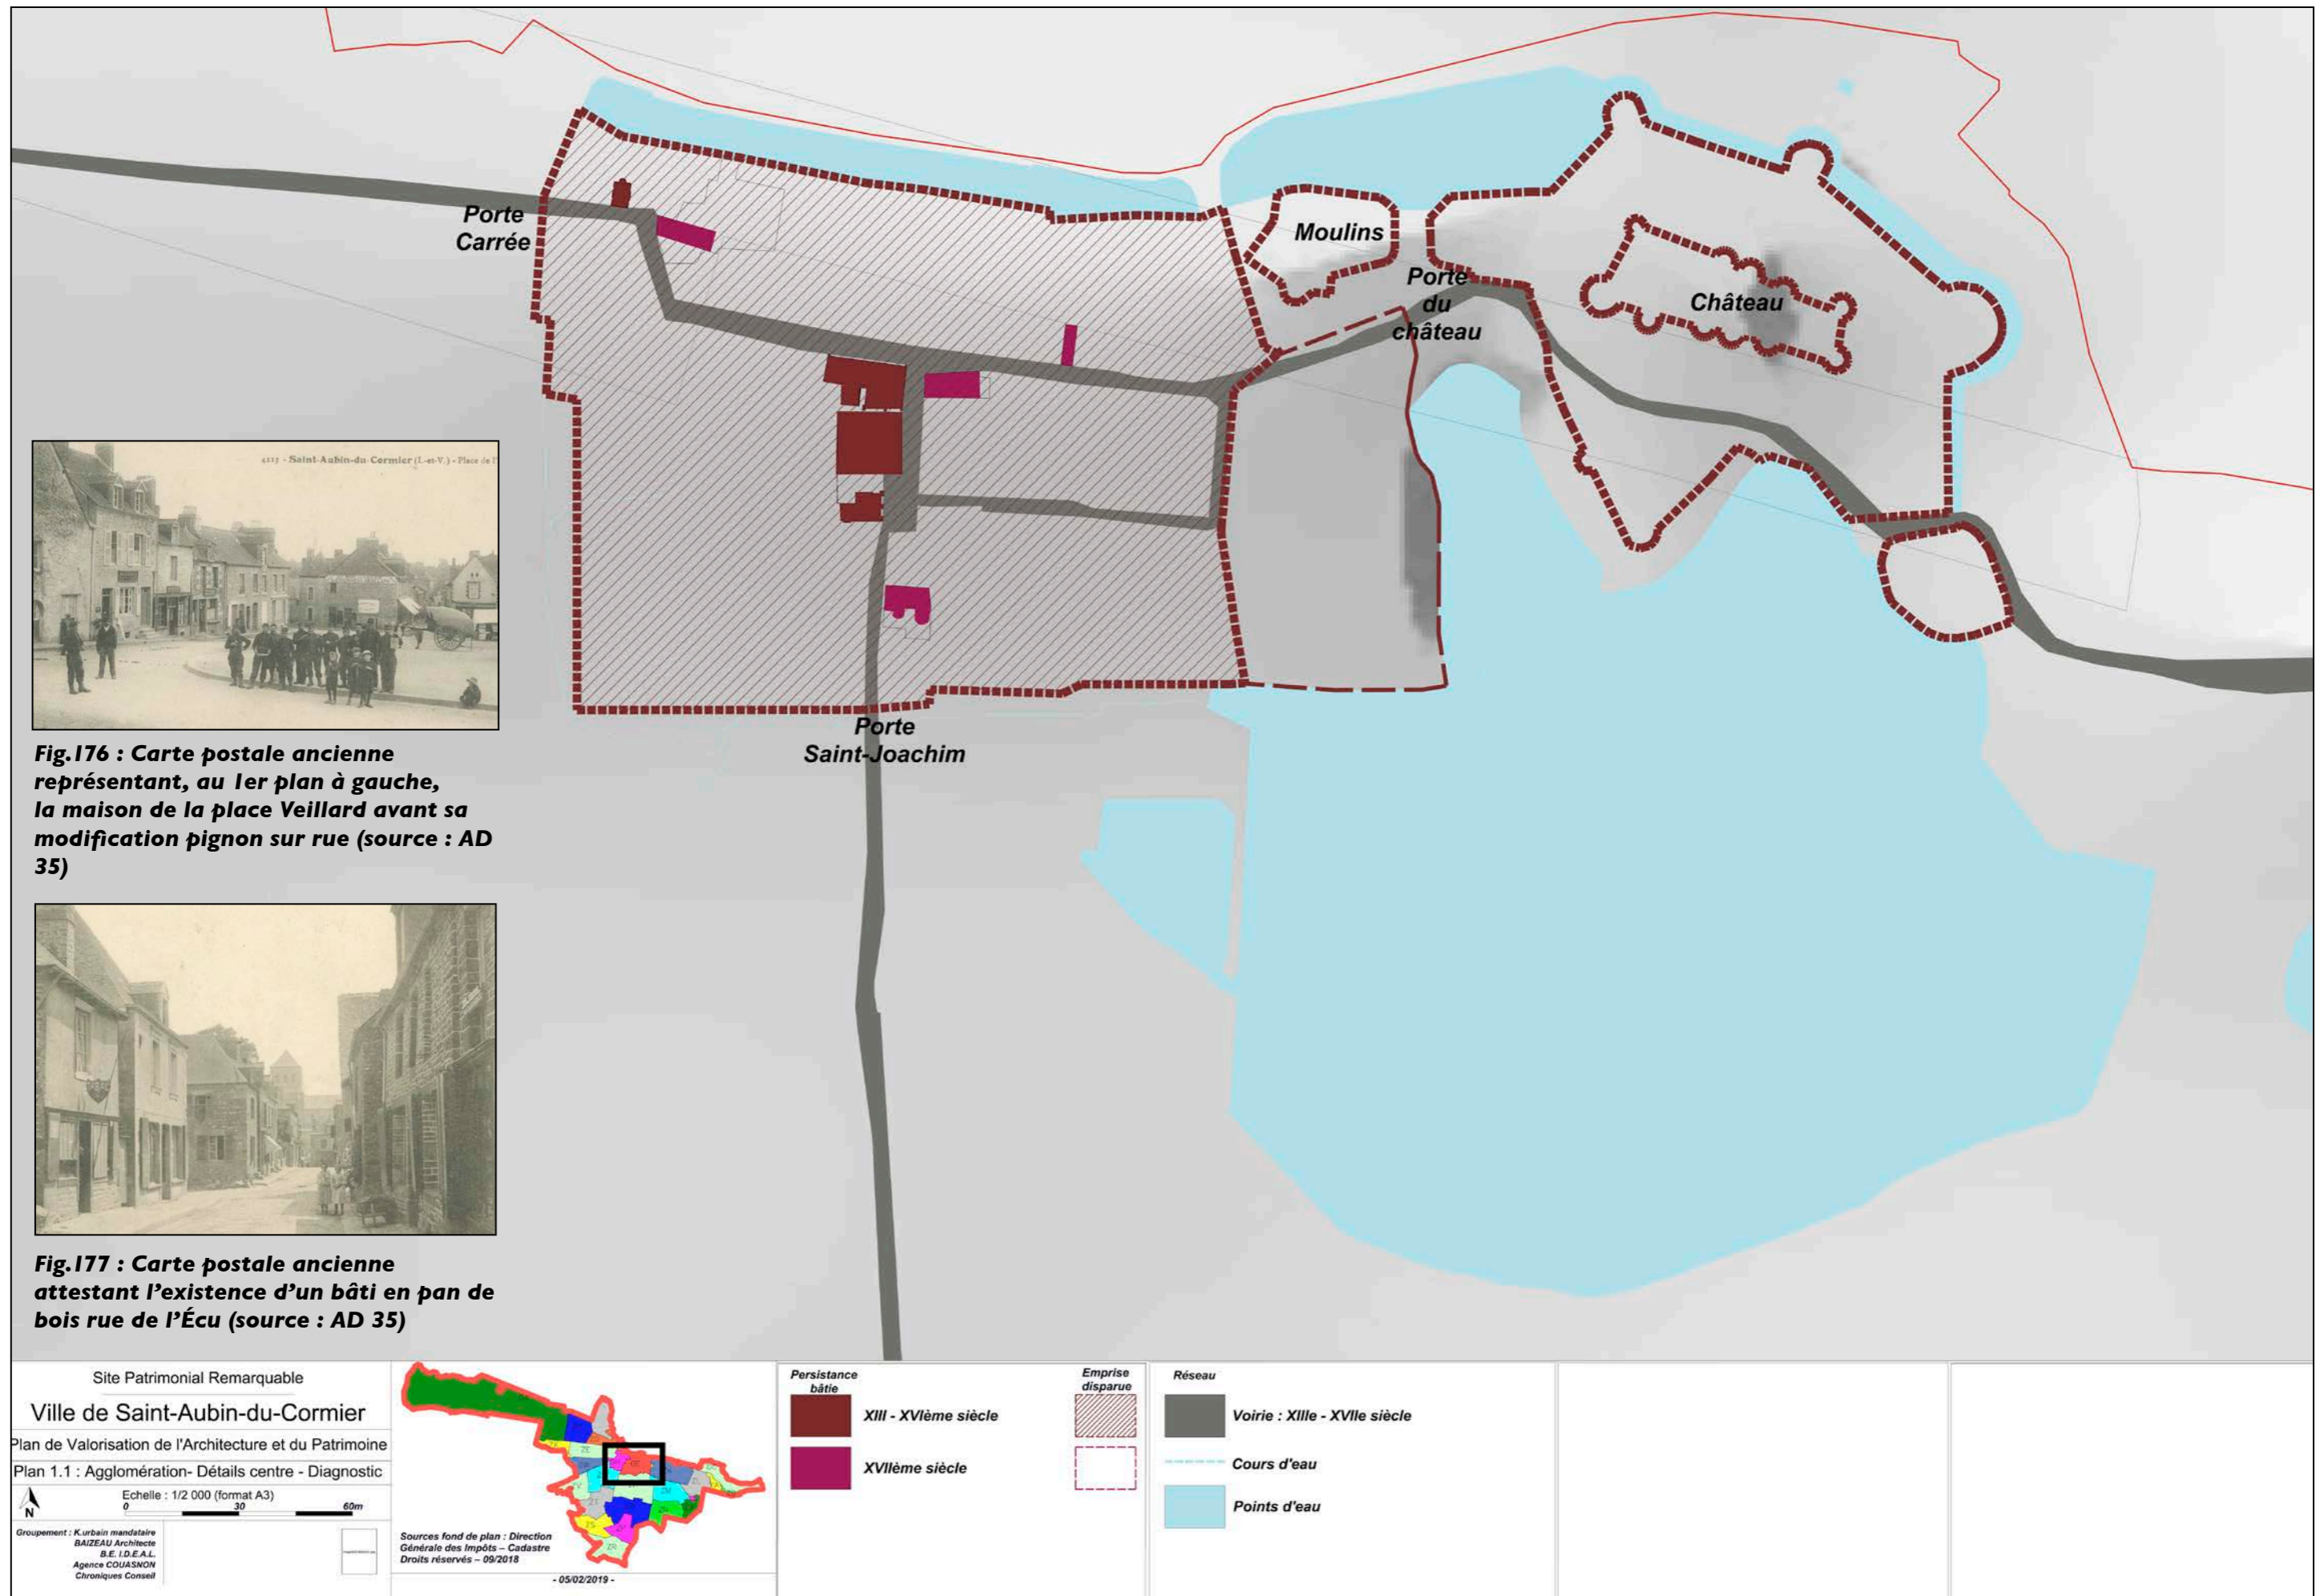 Porte
Carrée
Moulins
Porte
du
château
Château
Porte
Saint-Joachim
4217 - Saint-Aubin-du-Cormier (I.-et-V.) - Place de l'
Fig.176 : Carte postale ancienne
représentant, au 1er plan à gauche,
la maison de la place Veillard avant sa
modification pignon sur rue (source : AD
35)
Fig.177 : Carte postale ancienne
attestant l'existence d'un bâti en pan de
bois rue de l'Écu (source : AD 35)
Site Patrimonial Remarquable
Ville de Saint-Aubin-du-Cormier
Plan de Valorisation de l'Architecture et du Patrimoine
Plan 1.1 : Agglomération- Détails centre - Diagnostic
Echelle : 1/2 000 (format A3)
0 30 60m
N
Groupement : K.urbain mandataire
BAIZEAU Architecte
B.E. I.D.E.A.L.
Agence COUASNON
Chroniques Conseil
ZE
ZR
Sources fond de plan : Direction
Générale des Impôts – Cadastre
Droits réservés – 09/2018
- 05/02/2019 -
Persistance
bâtie
XIII - XVIème siècle
XVIIème siècle
Emprise
disparue
Réseau
Voirie : XIIIe - XVIIe siècle
Cours d'eau
Points d'eau